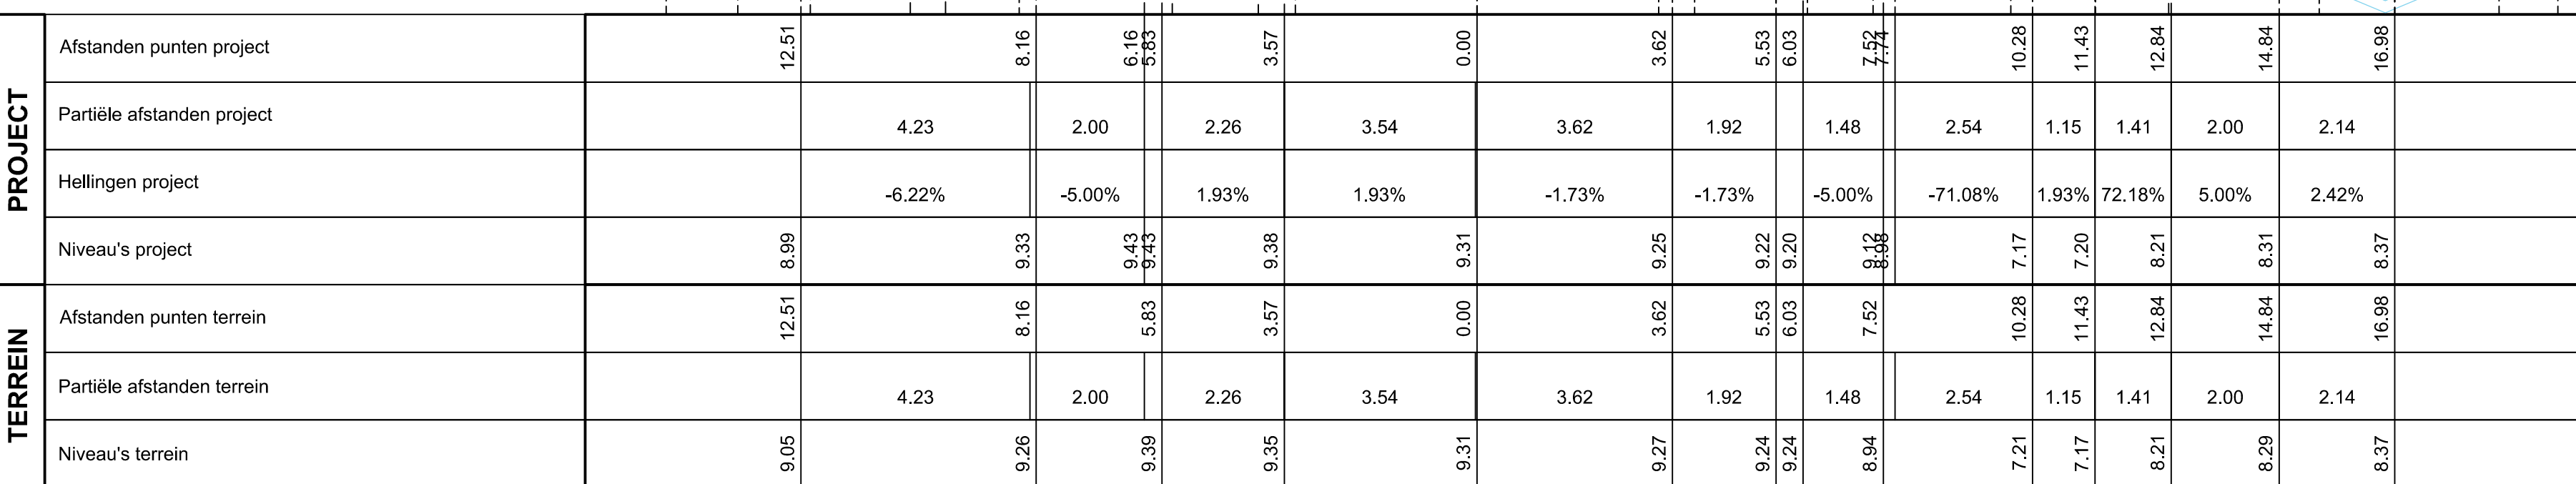 PROJECT
Afstanden punten project 12.51 8.16 6.16 5.83 3.57 0.00 3.62 5.53 6.03 7.52 7.74 10.28 11.43 12.84 14.84 16.98
Partiële afstanden project 4.23 2.00 2.26 3.54 3.62 1.92 1.48 2.54 1.15 1.41 2.00 2.14
Hellingen project -6.22% -5.00% 1.93% 1.93% -1.73% -1.73% -5.00% -71.08% 1.93% 72.18% 5.00% 2.42%
Niveau's project 8.99 9.33 9.43 9.43 9.38 9.31 9.25 9.22 9.20 9.12 8.98 7.17 7.20 8.21 8.31 8.37
TERREIN
Afstanden punten terrein 12.51 8.16 5.83 3.57 0.00 3.62 5.53 6.03 7.52 10.28 11.43 12.84 14.84 16.98
Partiële afstanden terrein 4.23 2.00 2.26 3.54 3.62 1.92 1.48 2.54 1.15 1.41 2.00 2.14
Niveau's terrein 9.05 9.26 9.39 9.35 9.31 9.27 9.24 9.24 8.94 7.21 7.17 8.21 8.29 8.37